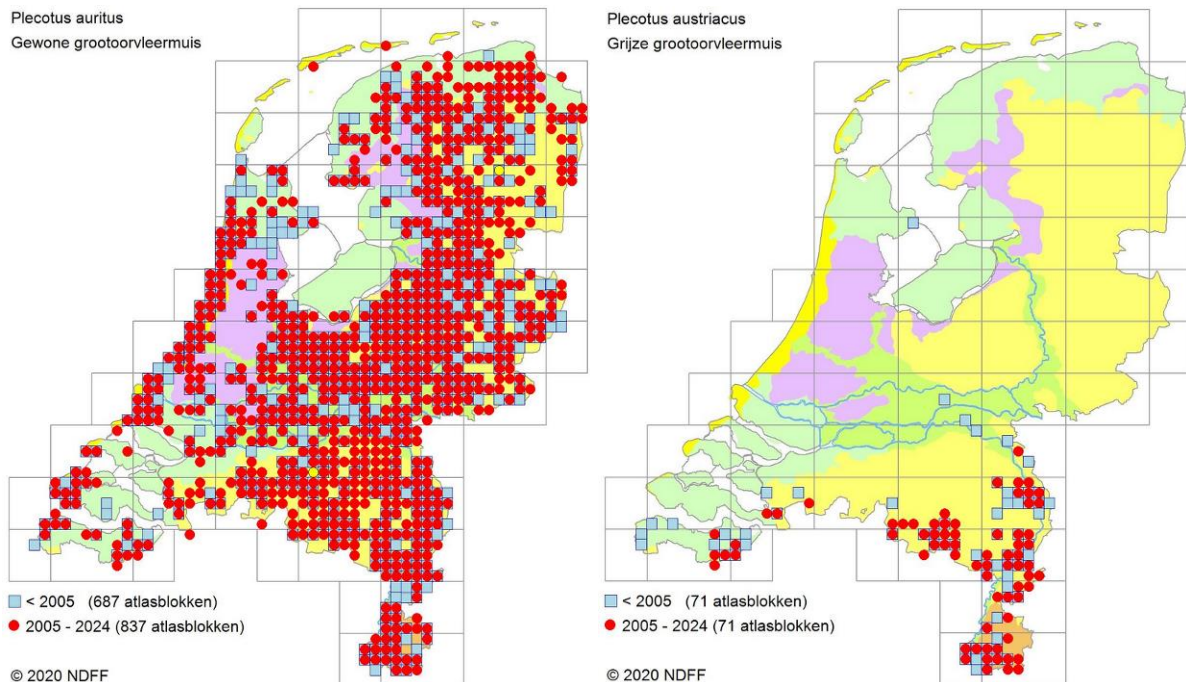 Plecotus auritus
Gewone grootoorvleermuis
< 2005 (687 atlasblokken)
2005 - 2024 (837 atlasblokken)
© 2020 NDFF
Plecotus austriacus
Grijze grootoorvleermuis
< 2005 (71 atlasblokken)
2005 - 2024 (71 atlasblokken)
© 2020 NDFF